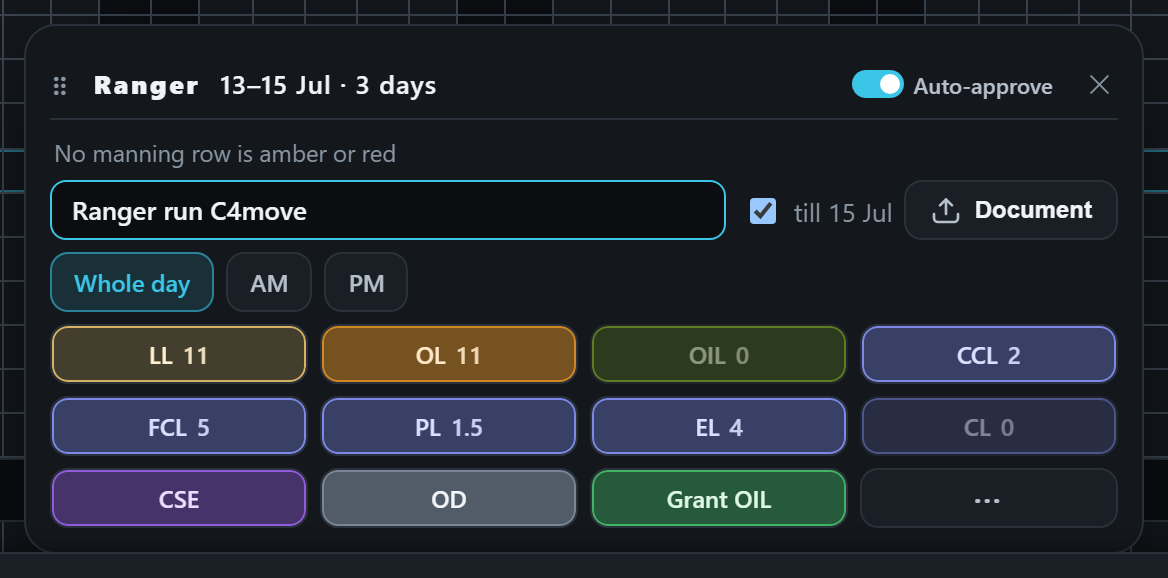 Ranger 13–15 Jul · 3 days Auto-approve
No manning row is amber or red
Ranger run C4move till 15 Jul Document
Whole day AM PM
LL 11 OL 11 OIL 0 CCL 2
FCL 5 PL 1.5 EL 4 CL 0
CSE OD Grant OIL ...